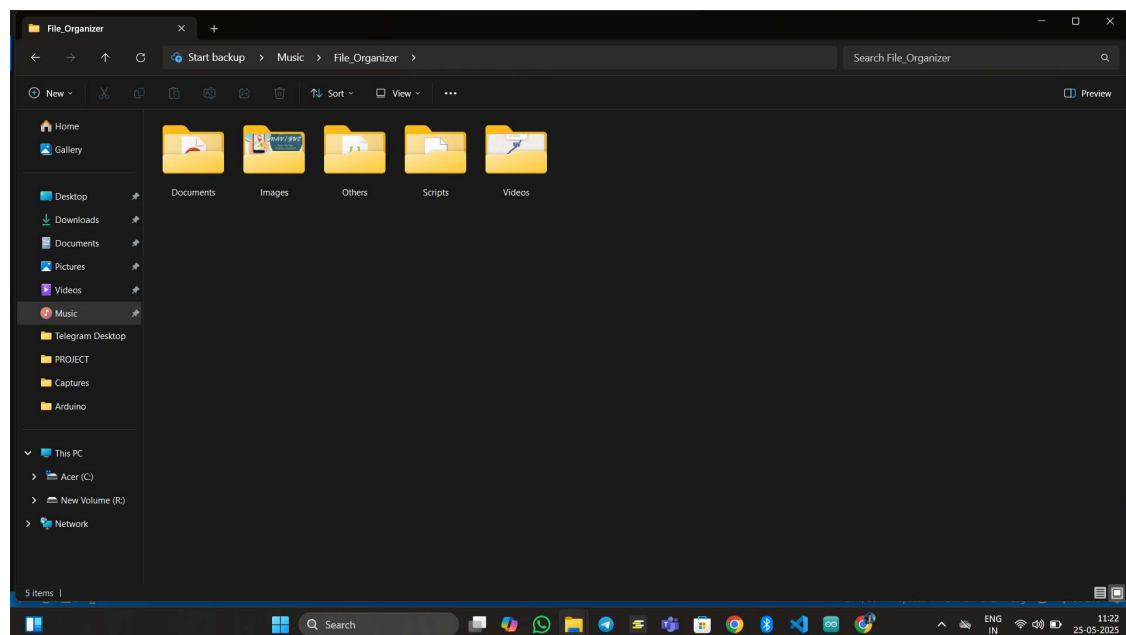 File_Organizer
Start backup > Music > File_Organizer >
Search File_Organizer
New
Sort
View
Preview
Home
Gallery
Desktop
Downloads
Documents
Pictures
Videos
Music
Telegram Desktop
PROJECT
Captures
Arduino
This PC
Acer (C:)
New Volume (R:)
Network
Documents
Images
Others
Scripts
Videos
5 items
Search
ENG
IN
11:22
25-05-2025